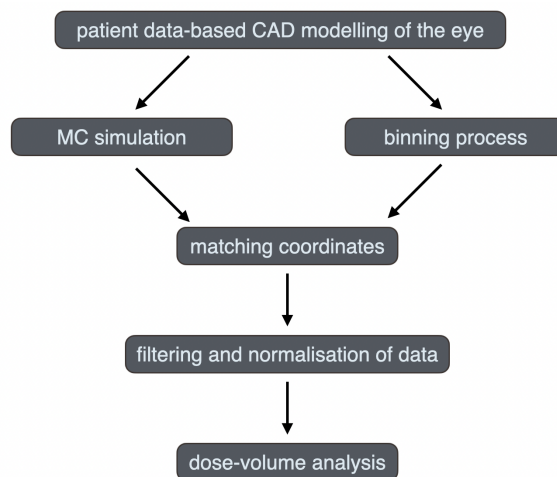 patient data-based CAD modelling of the eye
MC simulation
binning process
matching coordinates
filtering and normalisation of data
dose-volume analysis